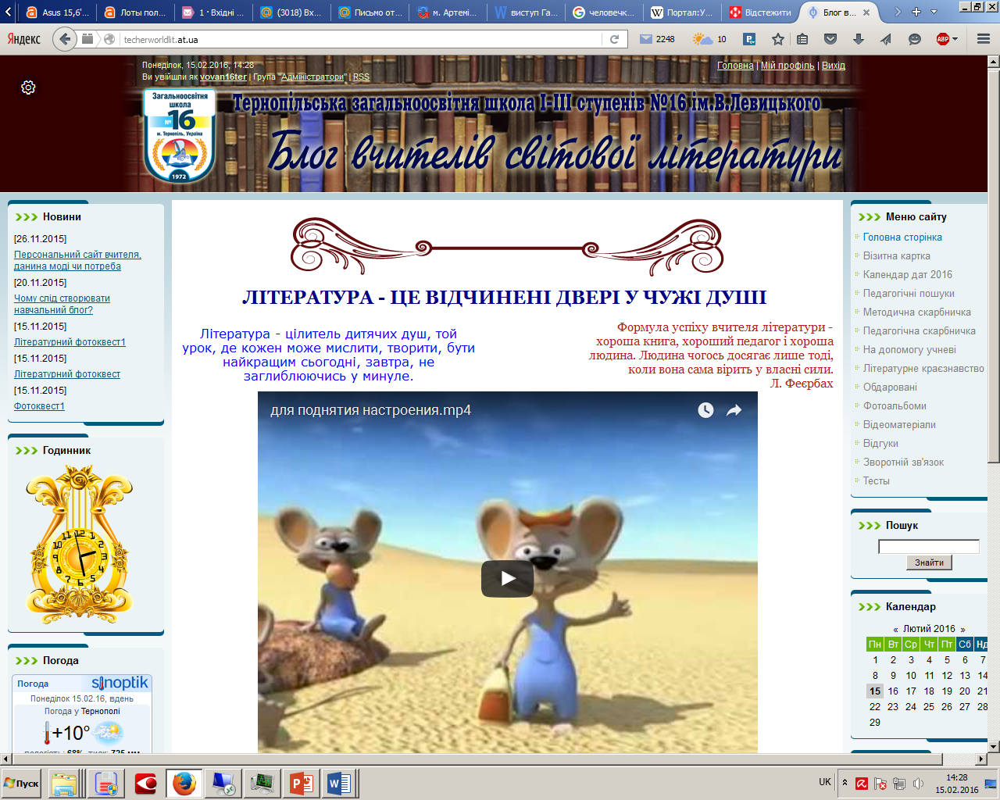 Asus 15,6'
Лоты пол
1 · Вхідні
(3018) Вх
Письмо от
м. Артемі
виступ Га
человечк
Портал:У
Відстежити
Блог в
Яндекс
techerworldlit.at.ua
2248
10
ABP
Понеділок, 15.02.2016, 14:28
Ви увійшли як vovan16ter | Група "Адміністратори" | RSS
Головна | Мій профіль | Вихід
Загальноосвітня
школа
№ 16
м. Тернопіль, Україна
1972
Тернопільська загальноосвітня школа І-ІІІ ступенів №16 ім.В.Левицького
Блог вчителів світової літератури
Новини
[26.11.2015]
Персональний сайт вчителя,
данина моді чи потреба
[20.11.2015]
Чому слід створювати
навчальний блог?
[15.11.2015]
Літературний фотоквест1
[15.11.2015]
Літературний фотоквест
[15.11.2015]
Фотоквест1
Годинник
Погода
Погода sinoptik
Понеділок 15.02.16, вдень
Погода у Тернополі
+10°
ЛІТЕРАТУРА - ЦЕ ВІДЧИНЕНІ ДВЕРІ У ЧУЖІ ДУШІ
Література - цілитель дитячих душ, той
урок, де кожен може мислити, творити, бути
найкращим сьогодні, завтра, не
заглиблюючись у минуле.
Формула успіху вчителя літератури -
хороша книга, хороший педагог і хороша
людина. Людина чогось досягає лише тоді,
коли вона сама вірить у власні сили.
Л. Феєрбах
для поднятия настроения.mp4
Меню сайту
Головна сторінка
Візитна картка
Календар дат 2016
Педагогічні пошуки
Методична скарбничка
Педагогічна скарбничка
На допомогу учневі
Літературне краєзнавство
Обдаровані
Фотоальбоми
Відеоматеріали
Відгуки
Зворотній зв'язок
Тесты
Пошук
Знайти
Календар
« Лютий 2016 »
Пн Вт Ср Чт Пт Сб Нд
1 2 3 4 5 6 7
8 9 10 11 12 13 14
15 16 17 18 19 20 21
22 23 24 25 26 27 28
29
Пуск
UK
14:28
15.02.2016